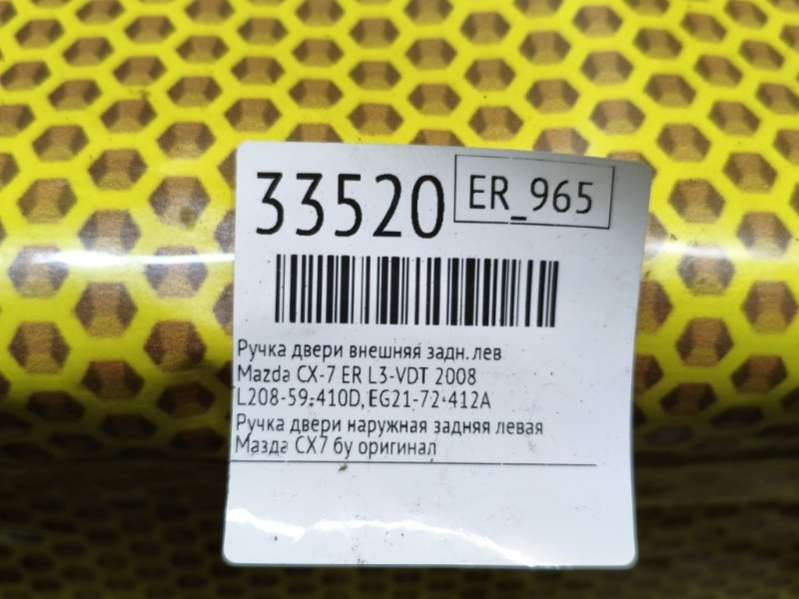 33520
ER_965
Ручка двери внешняя задн. лев
Mazda CX-7 ER L3-VDT 2008
L208-59-410D, EG21-72-412A
Ручка двери наружная задняя левая
Мазда СХ7 бу оригинал